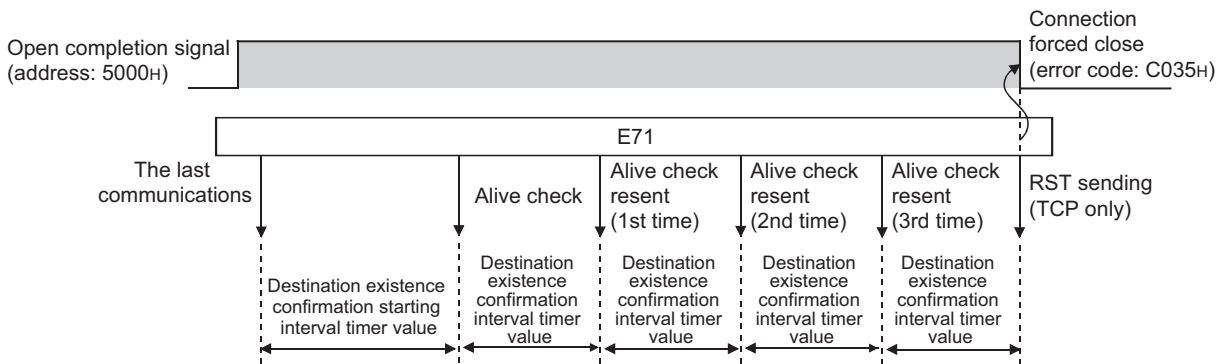 Open completion signal
(address: 5000H)
Connection
forced close
(error code: C035H)
E71
The last
communications
Alive check
Alive check
resent
(1st time)
Alive check
resent
(2nd time)
Alive check
resent
(3rd time)
RST sending
(TCP only)
Destination existence
confirmation starting
interval timer value
Destination
existence
confirmation
interval timer
value
Destination
existence
confirmation
interval timer
value
Destination
existence
confirmation
interval timer
value
Destination
existence
confirmation
interval timer
value